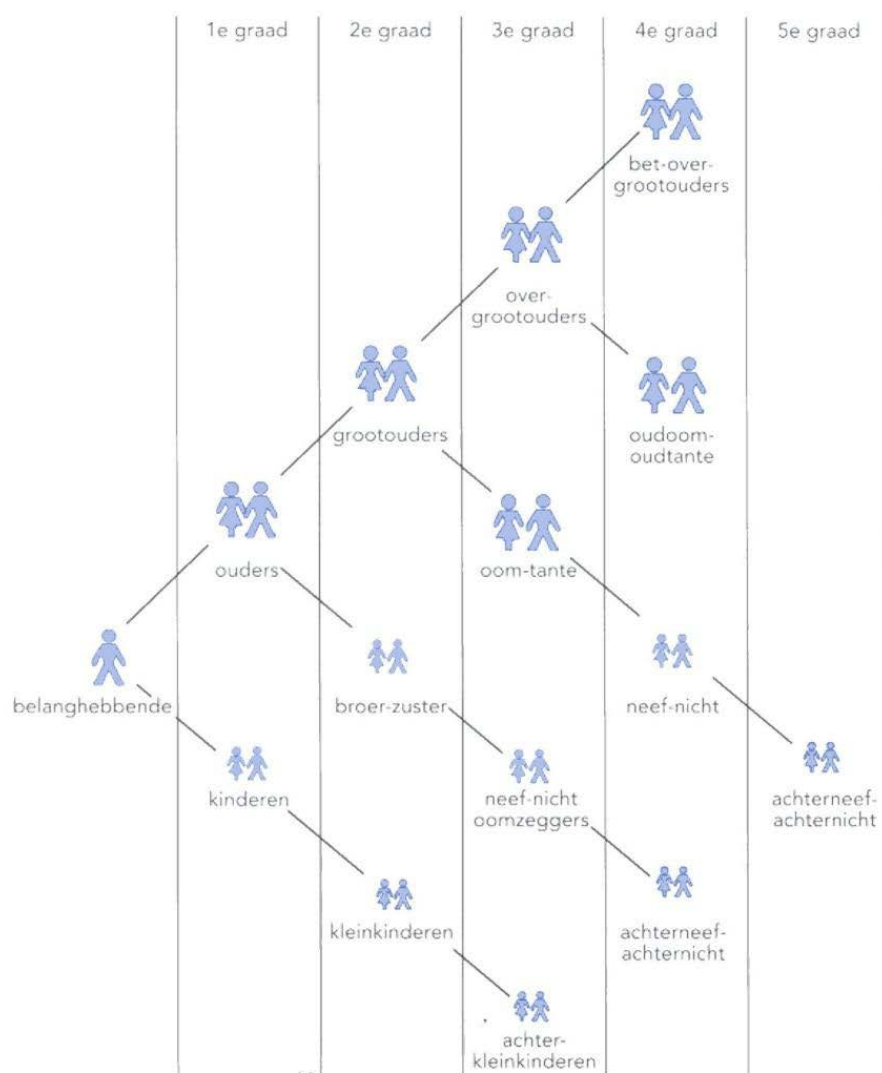 1e graad 2e graad 3e graad 4e graad 5e graad
bet-over-
grootouders
over-
grootouders
grootouders
oudoom-
oudtante
ouders
oom-tante
belanghebbende
broer-zuster
neef-nicht
kinderen
neef-nicht
oomzeggers
achterneef-
achternicht
kleinkinderen
achterneef-
achternicht
achter-
kleinkinderen